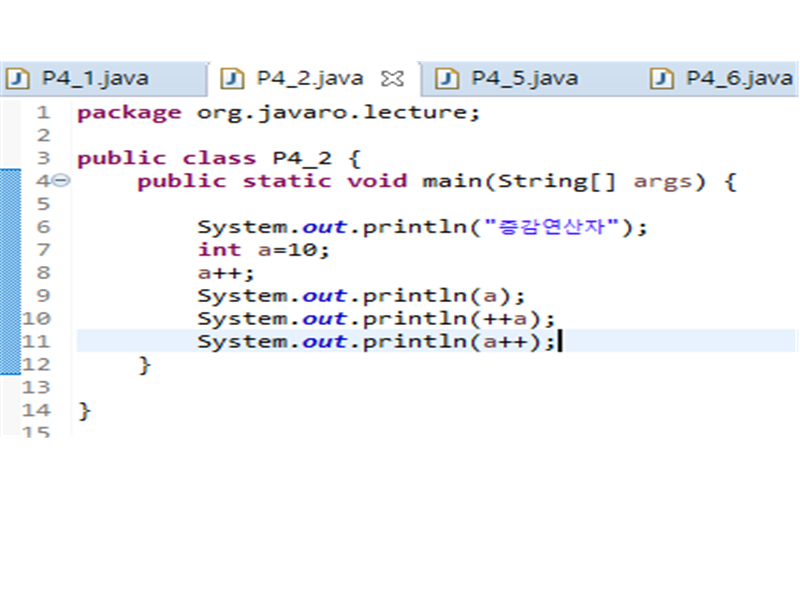 P4_1.java P4_2.java P4_5.java P4_6.java
1 package org.javaro.lecture;
2
3 public class P4_2 {
4 public static void main(String[] args) {
5
6 System.out.println("증감연산자");
7 int a=10;
8 a++;
9 System.out.println(a);
10 System.out.println(++a);
11 System.out.println(a++);
12 }
13
14 }
15